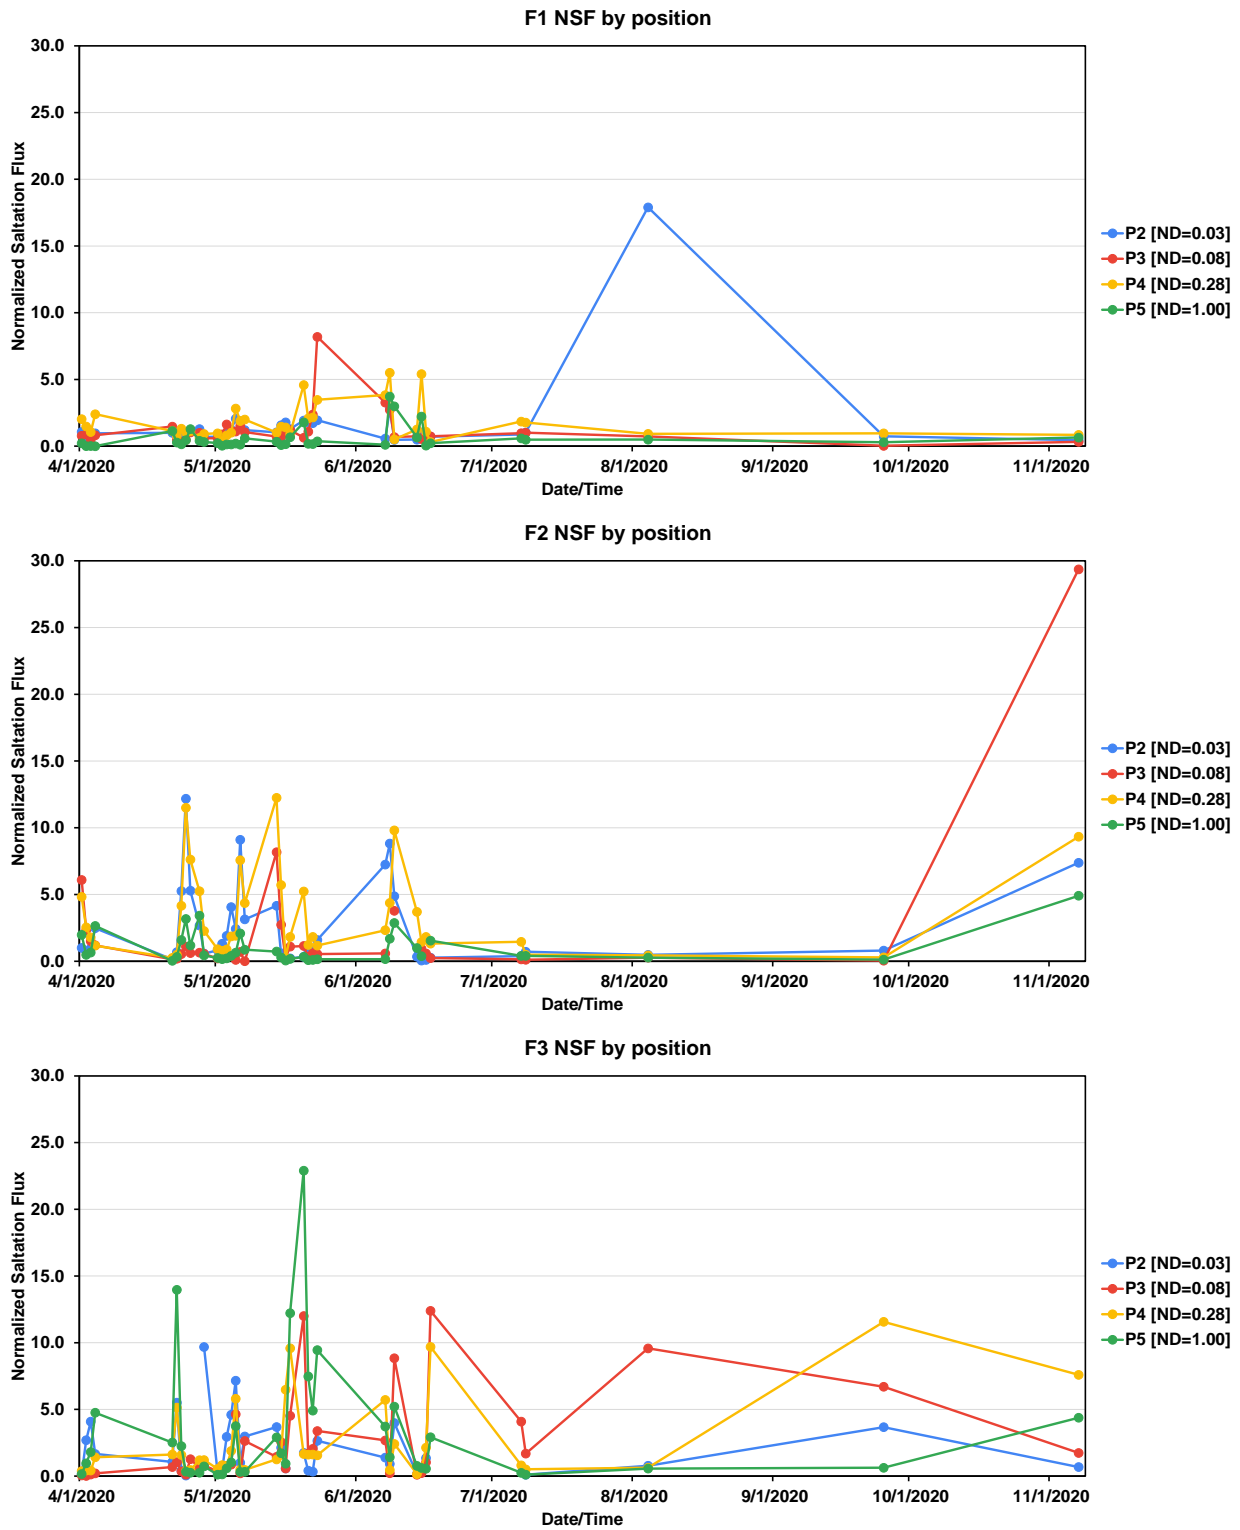 F1 NSF by position
30.0
25.0
20.0
15.0
10.0
5.0
0.0
Normalized Saltation Flux
4/1/2020 5/1/2020 6/1/2020 7/1/2020 8/1/2020 9/1/2020 10/1/2020 11/1/2020
Date/Time
P2 [ND=0.03]
P3 [ND=0.08]
P4 [ND=0.28]
P5 [ND=1.00]
F2 NSF by position
30.0
25.0
20.0
15.0
10.0
5.0
0.0
Normalized Saltation Flux
4/1/2020 5/1/2020 6/1/2020 7/1/2020 8/1/2020 9/1/2020 10/1/2020 11/1/2020
Date/Time
P2 [ND=0.03]
P3 [ND=0.08]
P4 [ND=0.28]
P5 [ND=1.00]
F3 NSF by position
30.0
25.0
20.0
15.0
10.0
5.0
0.0
Normalized Saltation Flux
4/1/2020 5/1/2020 6/1/2020 7/1/2020 8/1/2020 9/1/2020 10/1/2020 11/1/2020
Date/Time
P2 [ND=0.03]
P3 [ND=0.08]
P4 [ND=0.28]
P5 [ND=1.00]